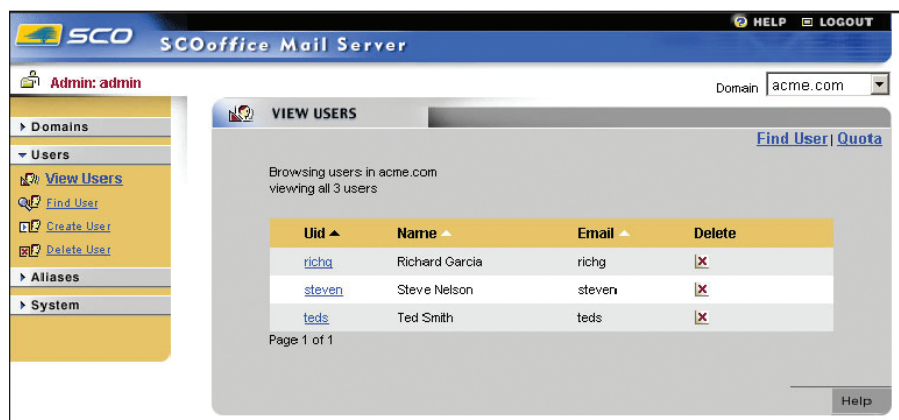 HELP LOGOUT
SCO SCOoffice Mail Server
Admin: admin
Domain acme.com
Domains
Users
View Users
Find User
Create User
Delete User
Aliases
System
VIEW USERS
Find User | Quota
Browsing users in acme.com
viewing all 3 users
Uid Name Email Delete
richg Richard Garcia richg
steven Steve Nelson steven
teds Ted Smith teds
Page 1 of 1
Help